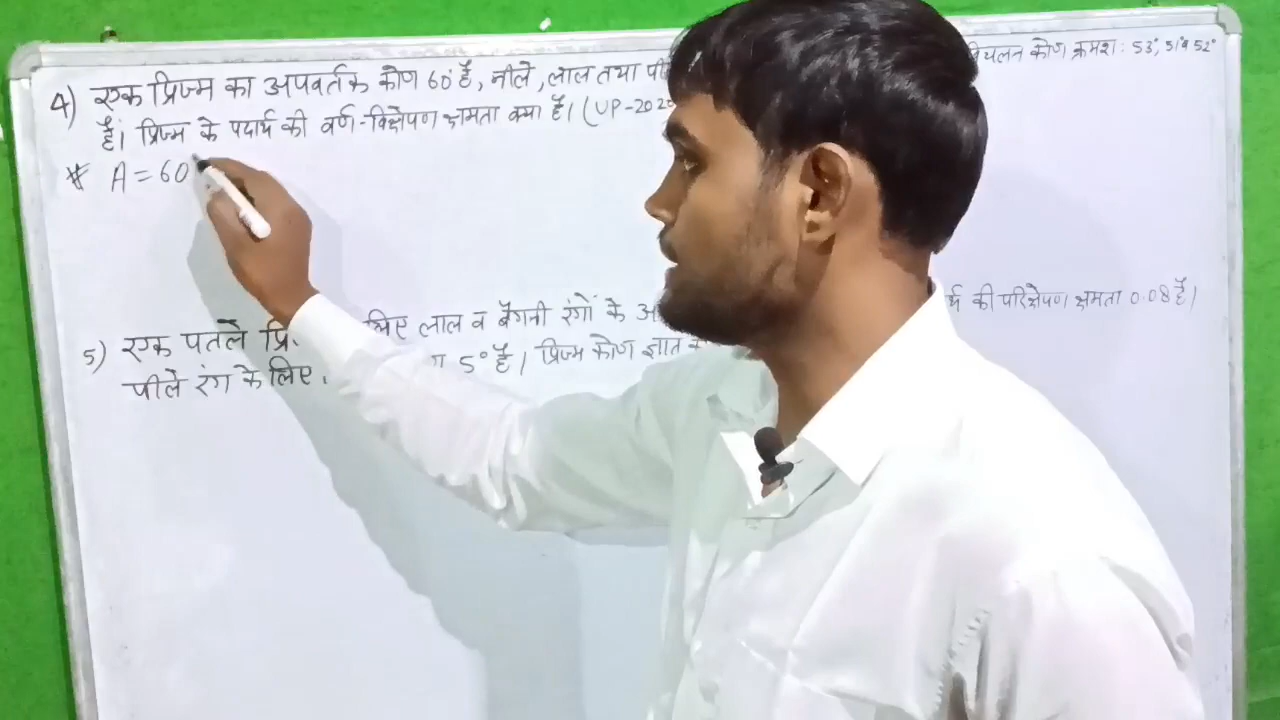 4) एक प्रिज्म का अपवर्तक कोण 60° है, नीले, लाल तथा कोण क्रमश: 53°, 51° व 52°
है। प्रिज्म के पदार्थ की वर्ण-विक्षेपण क्षमता क्या है। (UP-2020
* A = 60
5) एक पतले लिए लाल व बैंगनी रंगों के की परिक्षेपण क्षमता 0.08 है।
पीले रंग के लिए 5° है। प्रिज्म कोण ज्ञात